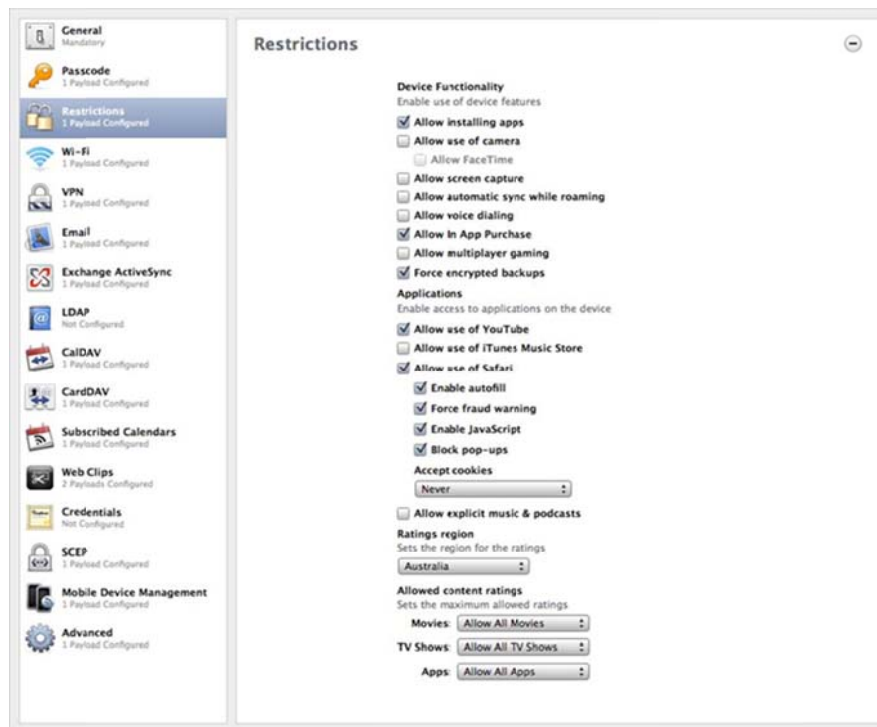 General
Mandatory
Passcode
1 Payload Configured
Restrictions
1 Payload Configured
Wi-Fi
1 Payload Configured
VPN
1 Payload Configured
Email
1 Payload Configured
Exchange ActiveSync
1 Payload Configured
LDAP
Not Configured
CalDAV
1 Payload Configured
CardDAV
1 Payload Configured
Subscribed Calendars
1 Payload Configured
Web Clips
2 Payloads Configured
Credentials
Not Configured
SCEP
1 Payload Configured
Mobile Device Management
1 Payload Configured
Advanced
1 Payload Configured
Restrictions
Device Functionality
Enable use of device features
Allow installing apps
Allow use of camera
Allow FaceTime
Allow screen capture
Allow automatic sync while roaming
Allow voice dialing
Allow In App Purchase
Allow multiplayer gaming
Force encrypted backups
Applications
Enable access to applications on the device
Allow use of YouTube
Allow use of iTunes Music Store
Allow use of Safari
Enable autofill
Force fraud warning
Enable JavaScript
Block pop-ups
Accept cookies
Never
Allow explicit music & podcasts
Ratings region
Sets the region for the ratings
Australia
Allowed content ratings
Sets the maximum allowed ratings
Movies: Allow All Movies
TV Shows: Allow All TV Shows
Apps: Allow All Apps